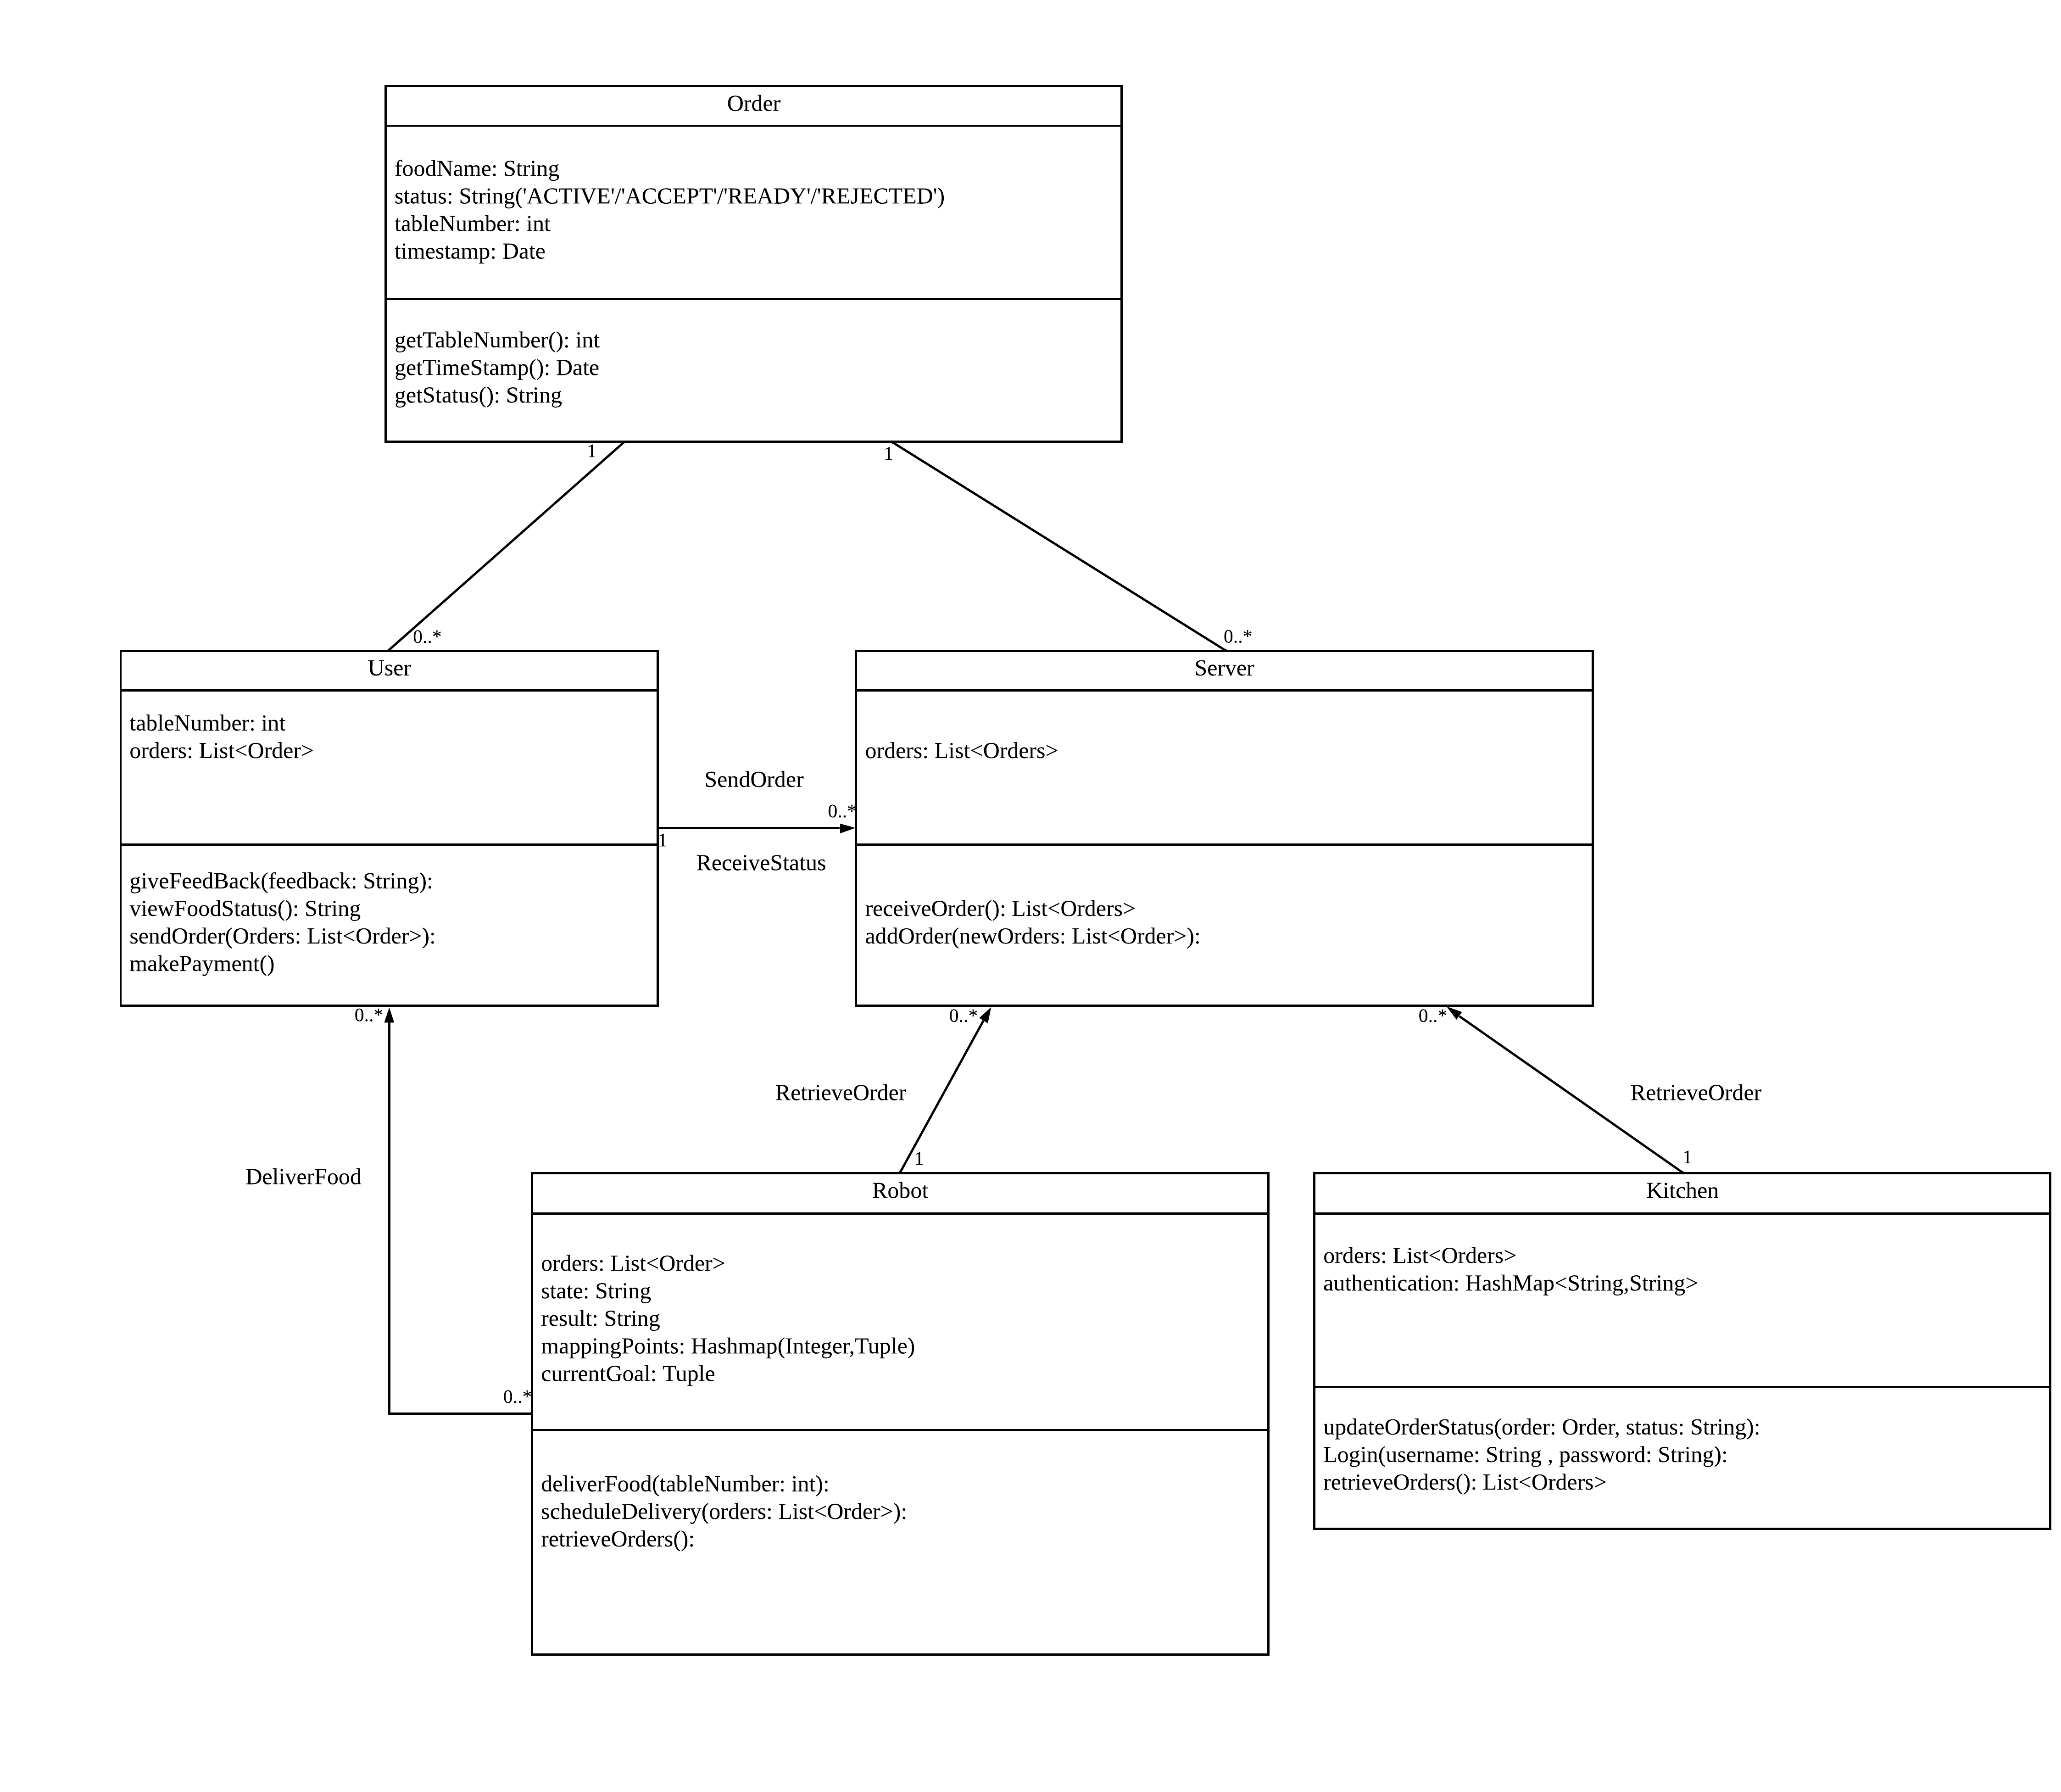 Order
foodName: String
status: String('ACTIVE'/'ACCEPT'/'READY'/'REJECTED')
tableNumber: int
timestamp: Date
getTableNumber(): int
getTimeStamp(): Date
getStatus(): String
1
1
0..*
0..*
User
tableNumber: int
orders: List<Order>
giveFeedBack(feedback: String):
viewFoodStatus(): String
sendOrder(Orders: List<Order>):
makePayment()
SendOrder
0..*
1
ReceiveStatus
Server
orders: List<Orders>
receiveOrder(): List<Orders>
addOrder(newOrders: List<Order>):
0..*
0..*
0..*
RetrieveOrder
RetrieveOrder
1
1
DeliverFood
0..*
Robot
orders: List<Order>
state: String
result: String
mappingPoints: Hashmap(Integer,Tuple)
currentGoal: Tuple
deliverFood(tableNumber: int):
scheduleDelivery(orders: List<Order>):
retrieveOrders():
Kitchen
orders: List<Orders>
authentication: HashMap<String,String>
updateOrderStatus(order: Order, status: String):
Login(username: String , password: String):
retrieveOrders(): List<Orders>